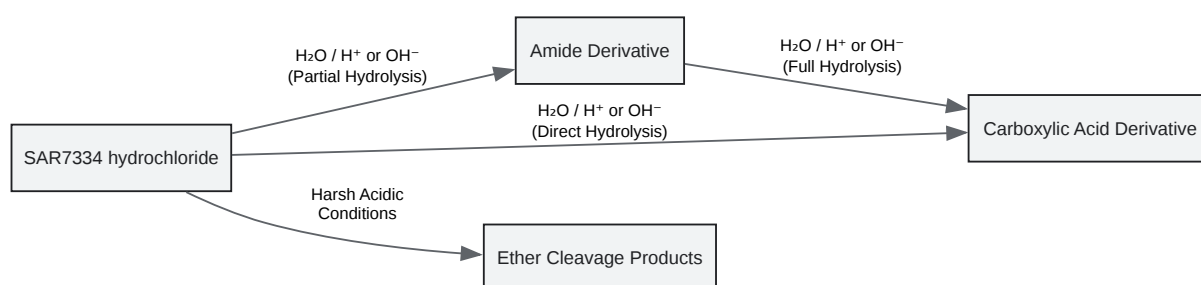 H₂O / H⁺ or OH⁻
(Partial Hydrolysis)
Amide Derivative
H₂O / H⁺ or OH⁻
(Full Hydrolysis)
H₂O / H⁺ or OH⁻
(Direct Hydrolysis)
Carboxylic Acid Derivative
SAR7334 hydrochloride
Harsh Acidic
Conditions
Ether Cleavage Products